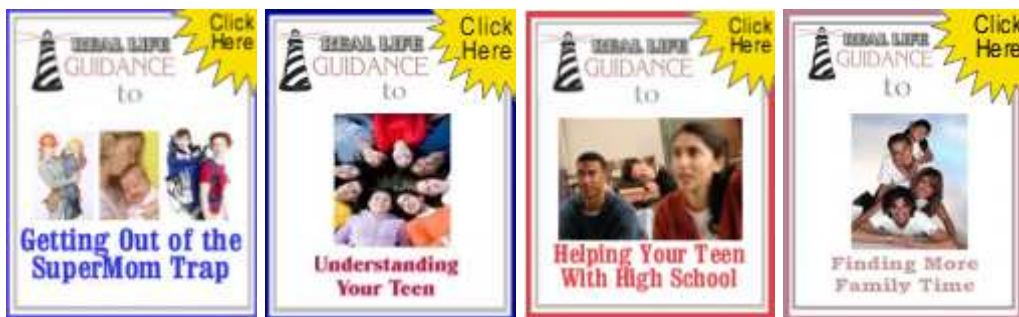 Click
Here
REAL LIFE
GUIDANCE
to
Getting Out of the
SuperMom Trap
Click
Here
REAL LIFE
GUIDANCE
to
Understanding
Your Teen
Click
Here
REAL LIFE
GUIDANCE
to
Helping Your Teen
With High School
Click
Here
REAL LIFE
GUIDANCE
to
Finding More
Family Time